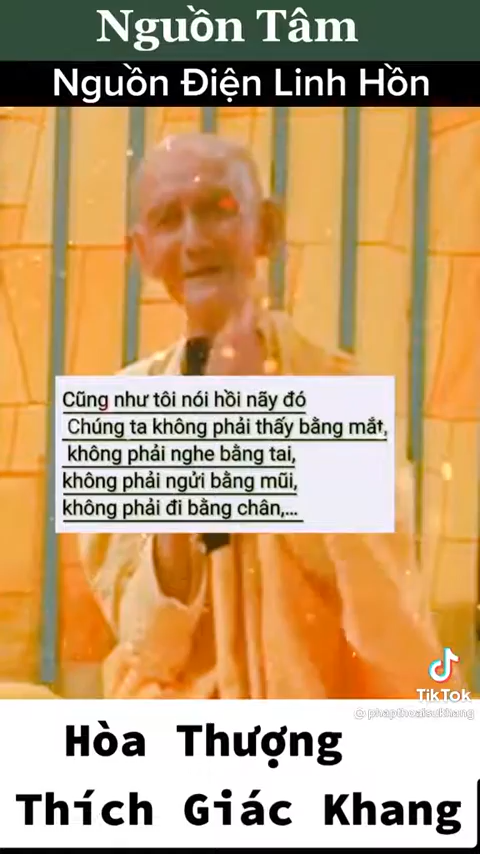 Nguồn Tâm
Nguồn Điện Linh Hồn
Cũng như tôi nói hồi nãy đó
Chúng ta không phải thấy bằng mắt,
không phải nghe bằng tai,
không phải ngửi bằng mũi,
không phải đi bằng chân,...
TikTok
@phapthoaisukhang
Hòa Thượng
Thích Giác Khang